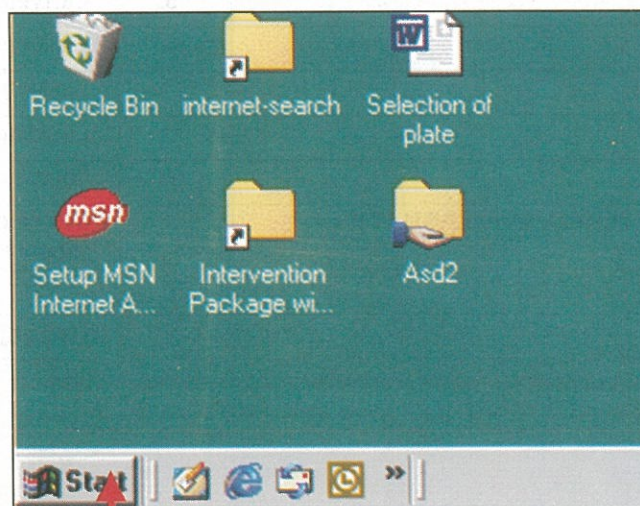 Recycle Bin
internet-search
Selection of
plate
msn
Setup MSN
Internet A...
Intervention
Package wi...
Asd2
Start